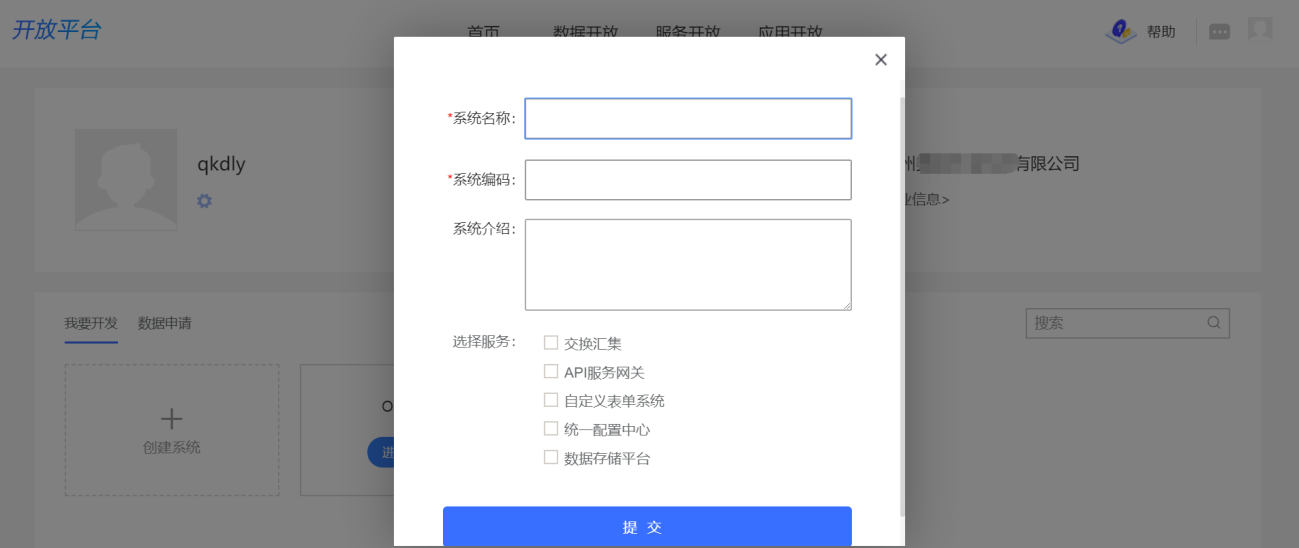 开放平台
首页 数据开放 服务开放 应用开放
帮助
qkdly
有限公司
业信息>
*系统名称:
*系统编码:
系统介绍:
选择服务:
交换汇集
API服务网关
自定义表单系统
统一配置中心
数据存储平台
提 交
我要开发 数据申请
搜索
创建系统
进